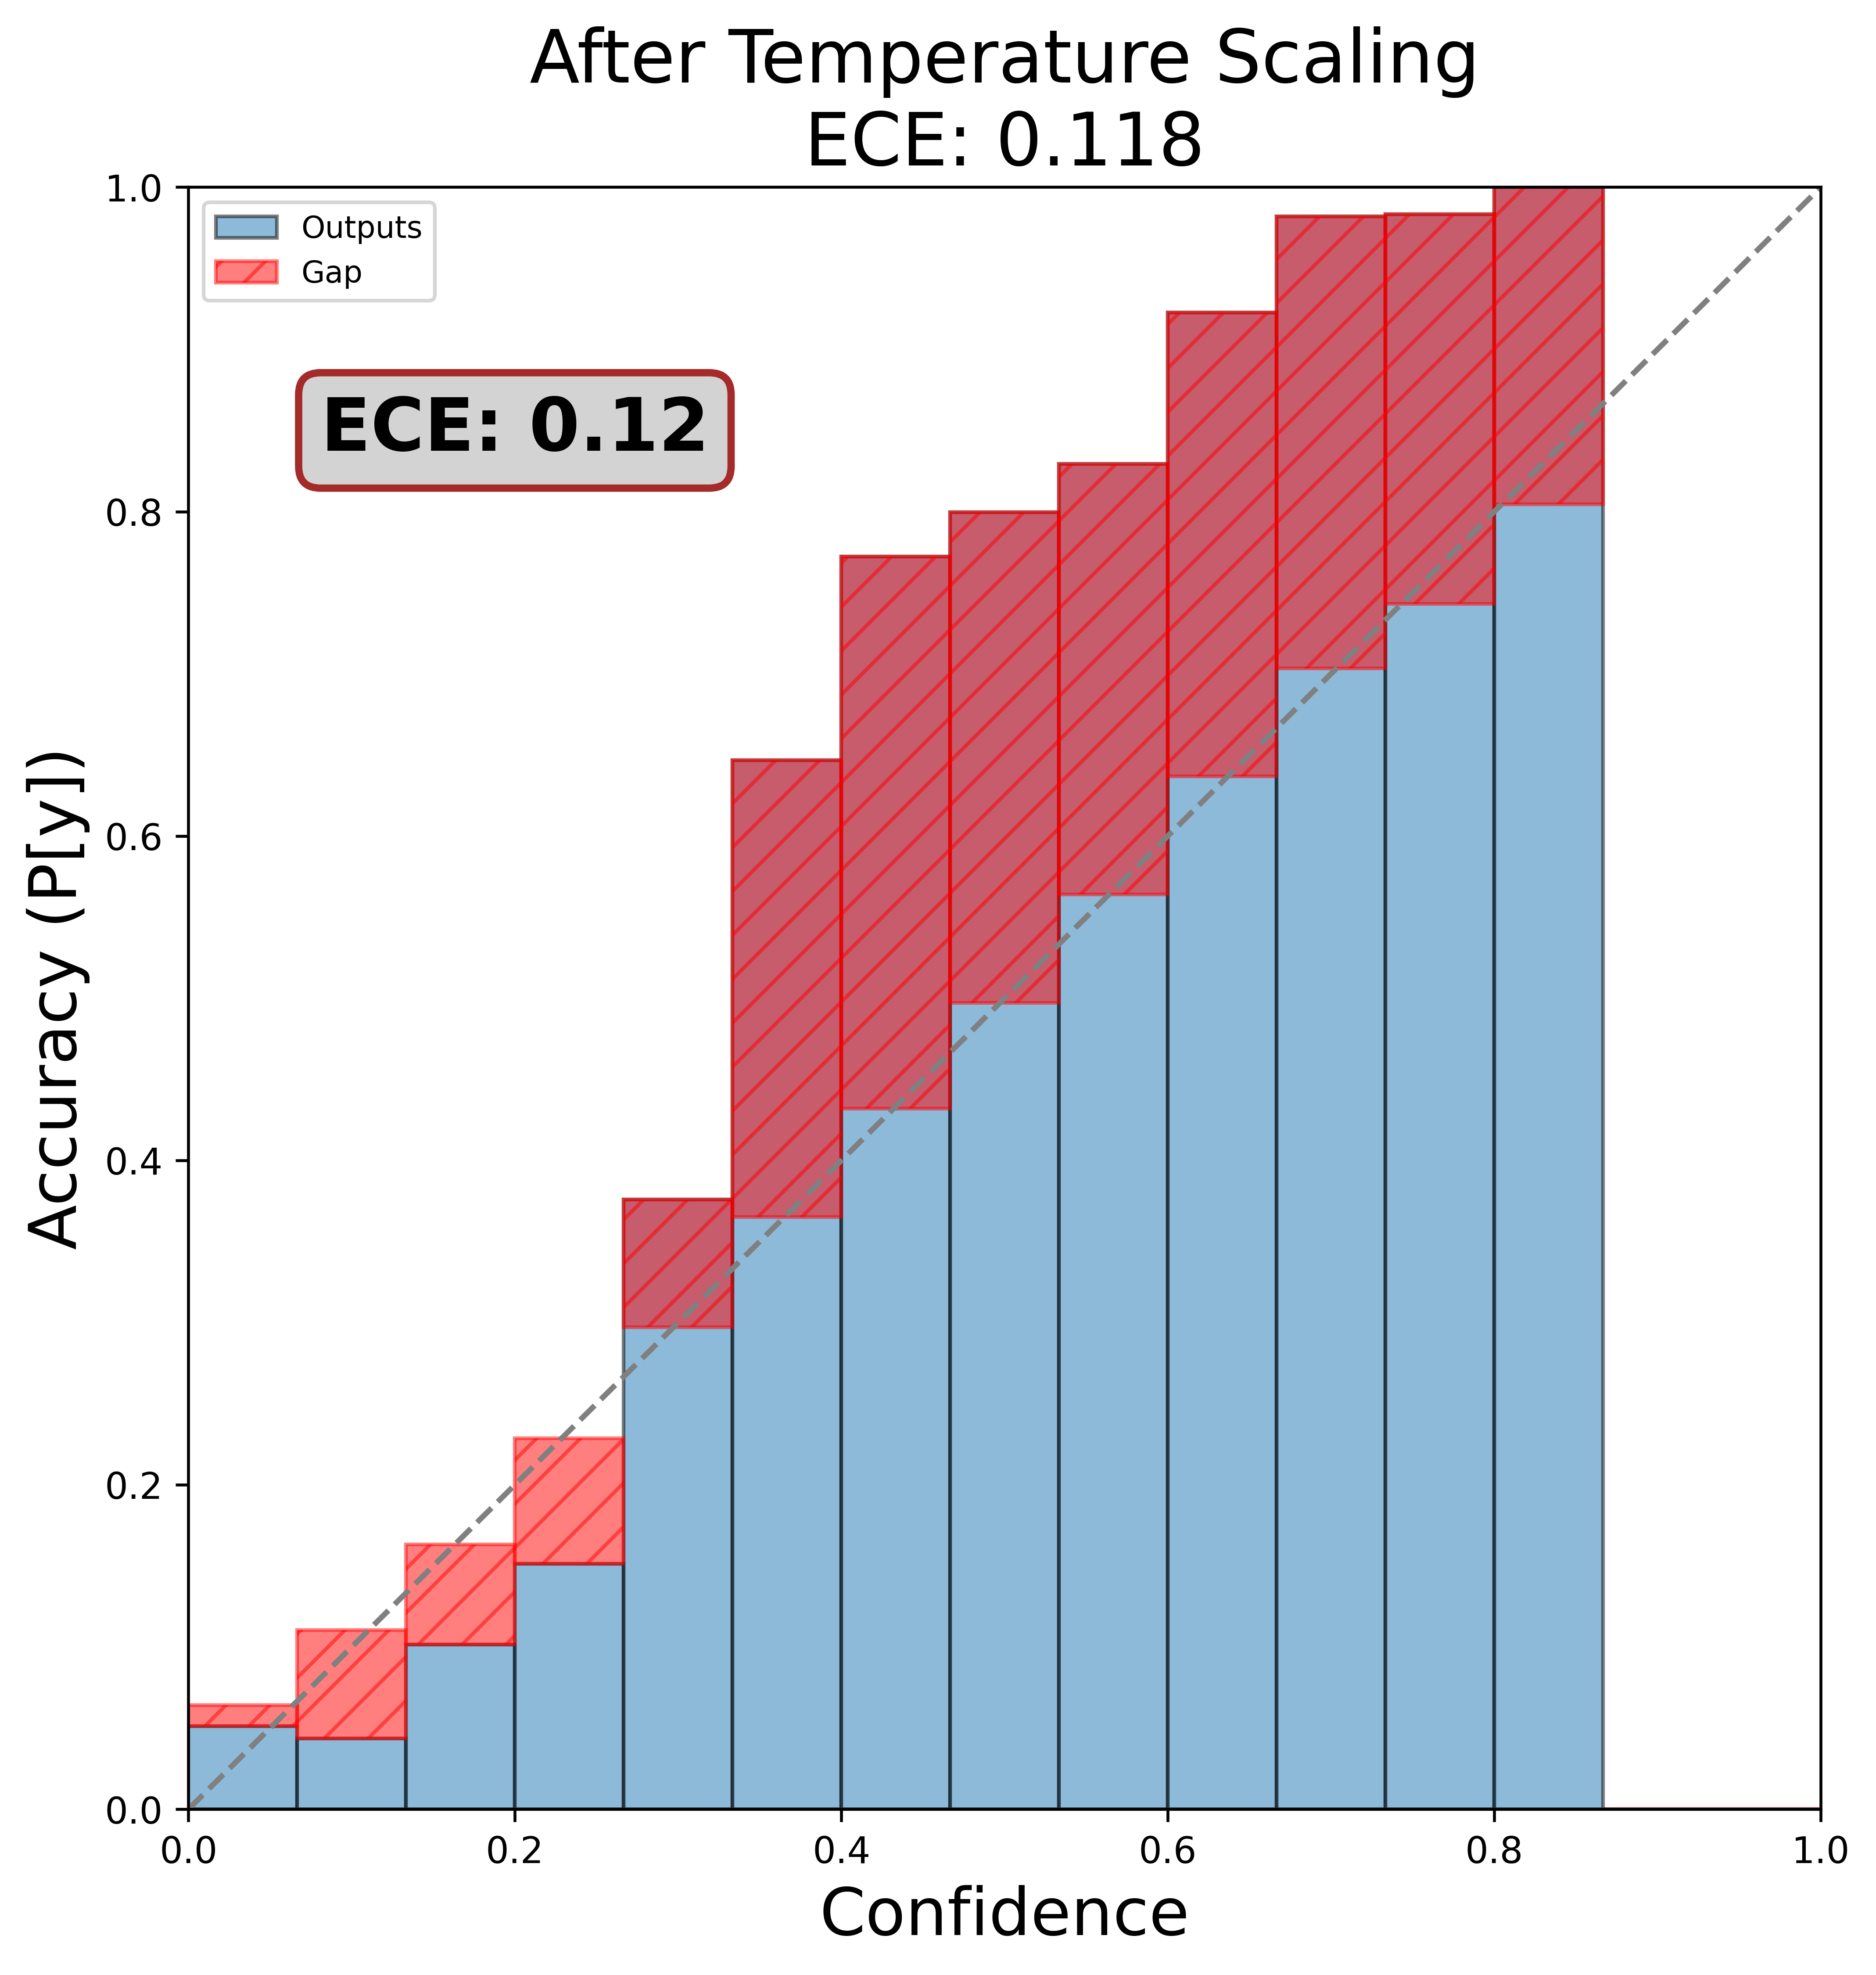 After Temperature Scaling
ECE: 0.118
Outputs
Gap
ECE: 0.12
Accuracy (P[y])
1.0
0.8
0.6
0.4
0.2
0.0
0.0 0.2 0.4 0.6 0.8 1.0
Confidence